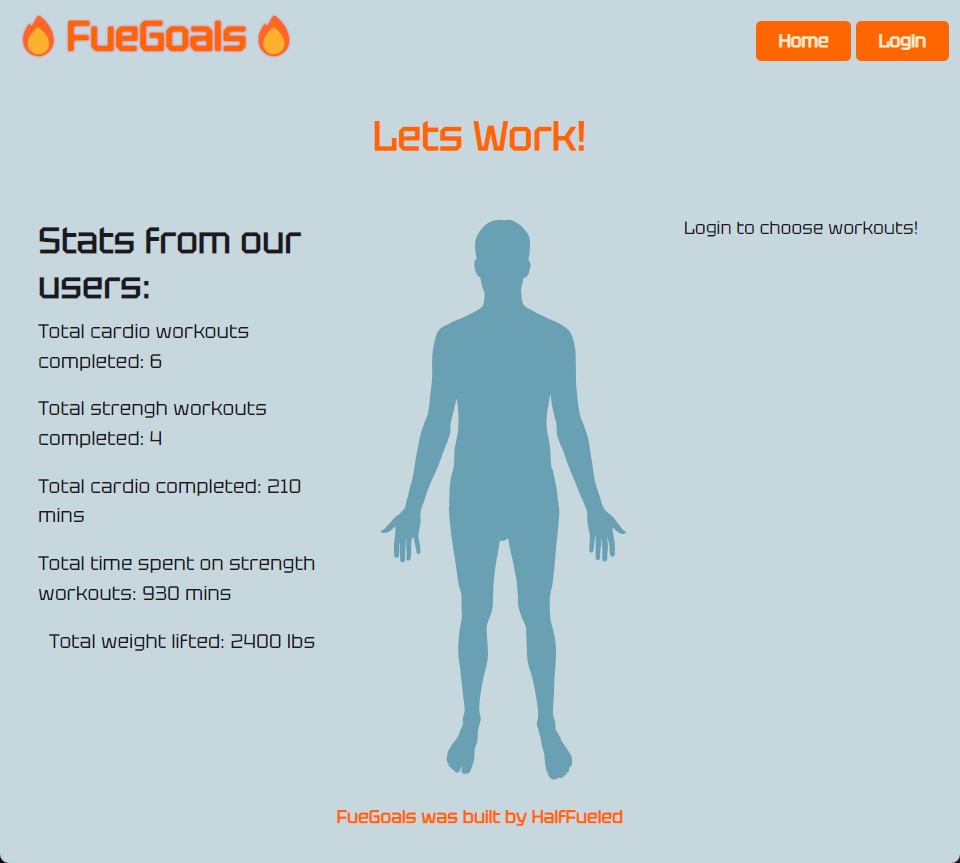 FueGoals
Home
Login
Lets Work!
Stats from our
users:
Total cardio workouts
completed: 6
Total strengh workouts
completed: 4
Total cardio completed: 210
mins
Total time spent on strength
workouts: 930 mins
Total weight lifted: 2400 lbs
Login to choose workouts!
FueGoals was built by HalfFueled